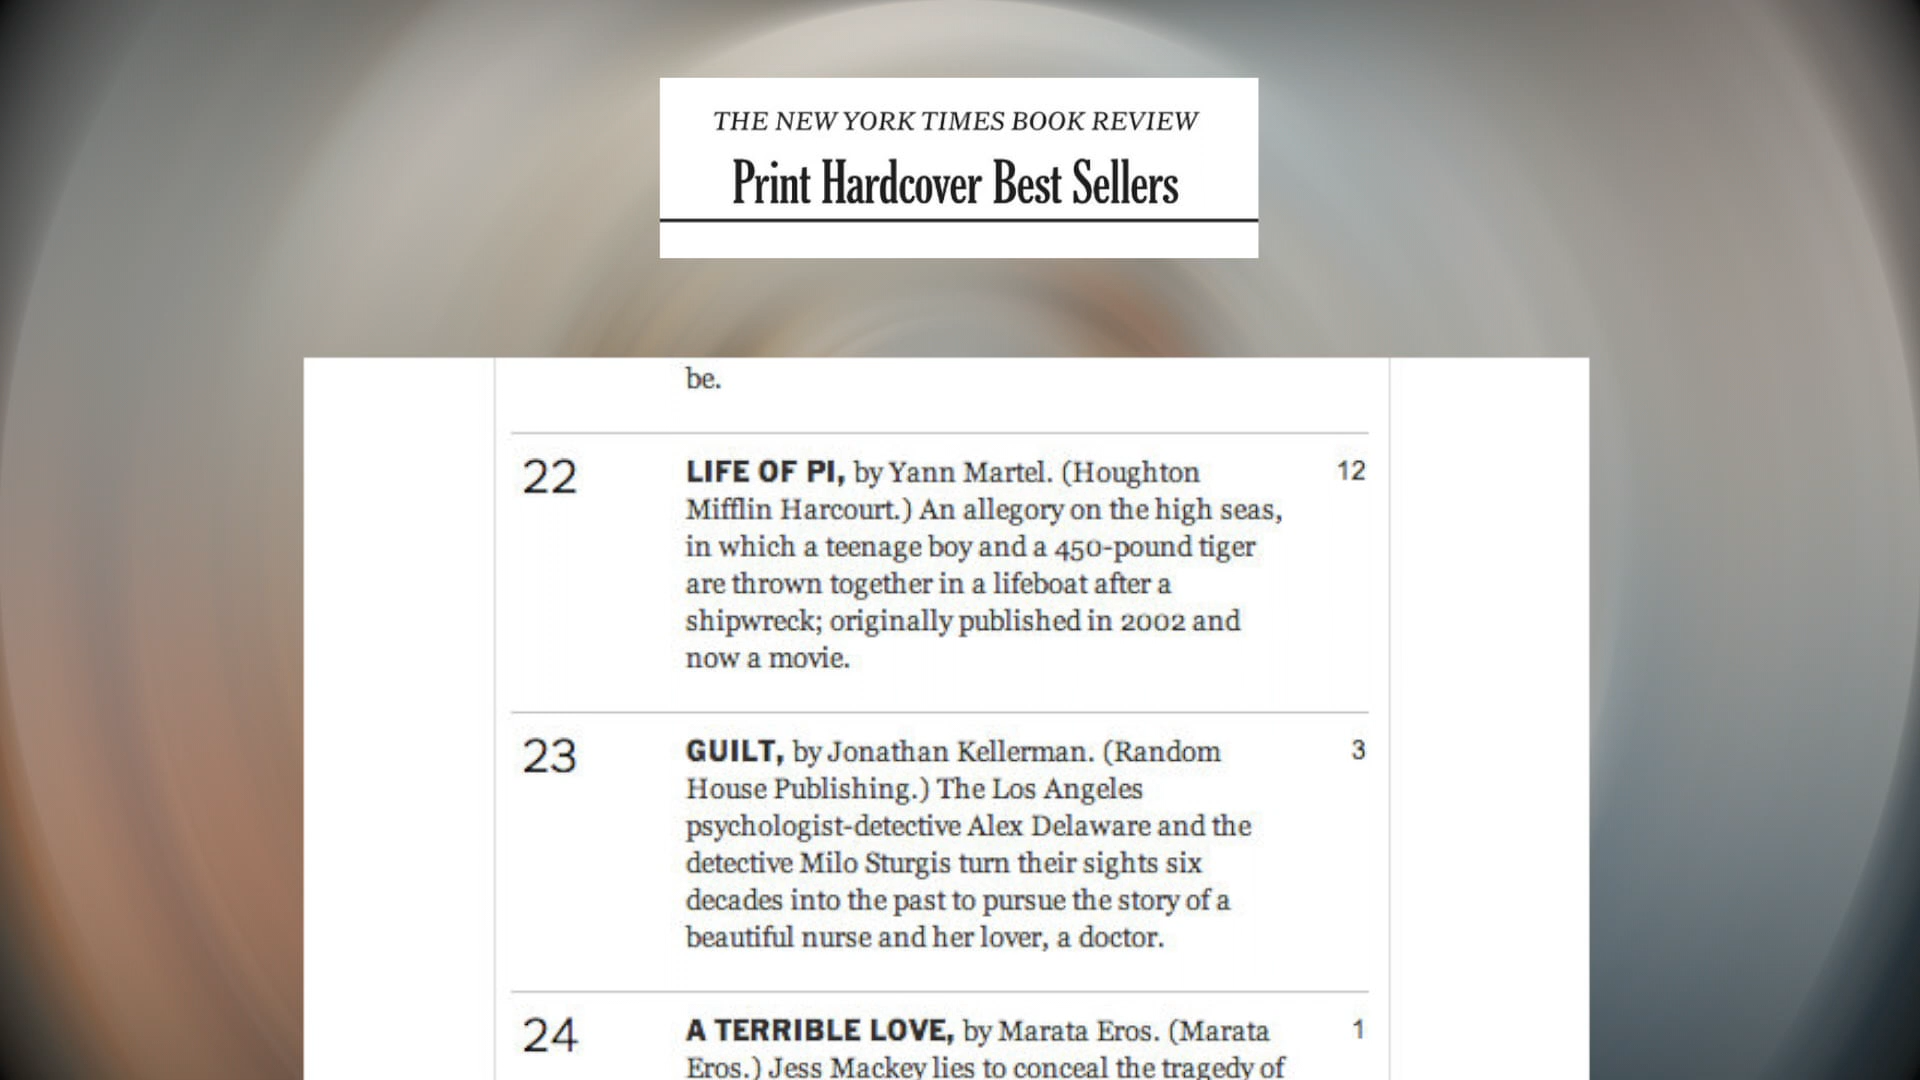 THE NEW YORK TIMES BOOK REVIEW
Print Hardcover Best Sellers
be.
22
LIFE OF PI, by Yann Martel. (Houghton
12
Mifflin Harcourt.) An allegory on the high seas,
in which a teenage boy and a 450-pound tiger
are thrown together in a lifeboat after a
shipwreck; originally published in 2002 and
now a movie.
23
GUILT, by Jonathan Kellerman. (Random
3
House Publishing.) The Los Angeles
psychologist-detective Alex Delaware and the
detective Milo Sturgis turn their sights six
decades into the past to pursue the story of a
beautiful nurse and her lover, a doctor.
24
A TERRIBLE LOVE, by Marata Eros. (Marata
1
Eros.) Jess Mackey lies to conceal the tragedy of